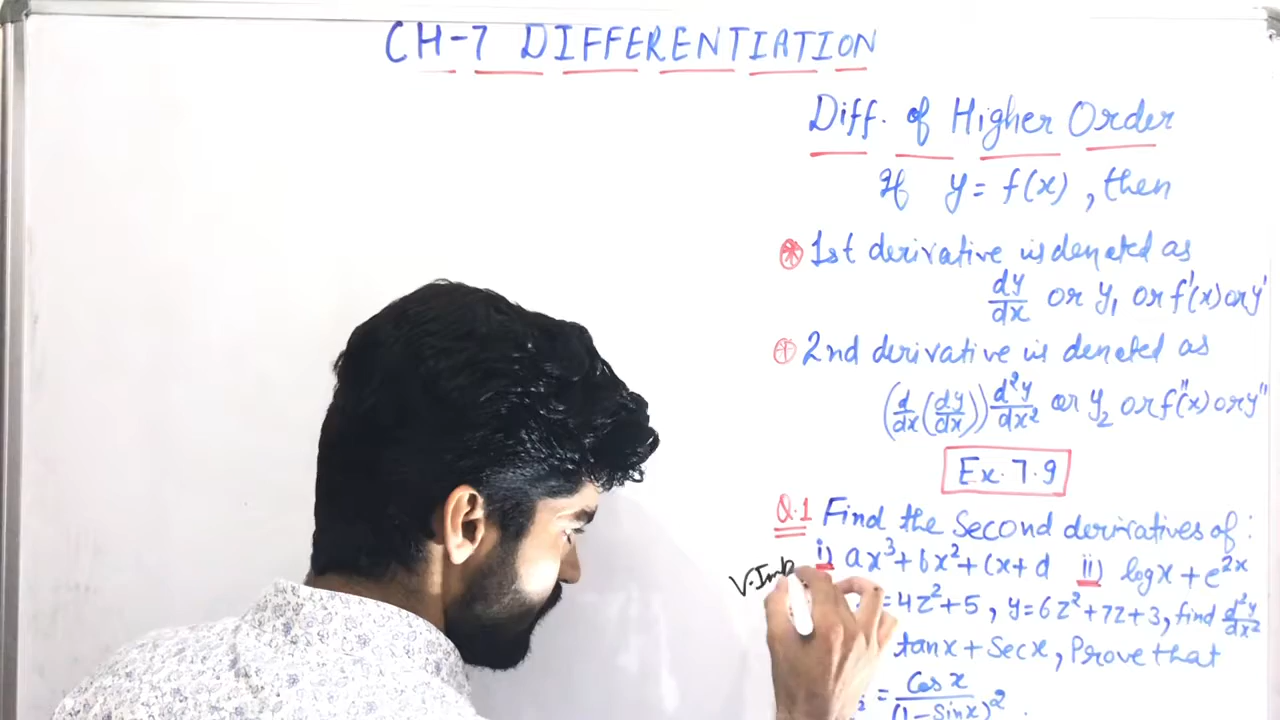 CH-7 DIFFERENTIATION
Diff. of Higher Order
If y = f(x), then
1st derivative is denoted as
dy/dx or y₁ or f'(x) or y'
2nd derivative is denoted as
(d/dx(dy/dx)) d²y/dx² or y₂ or f''(x) or y''
Ex. 7.9
Q.1 Find the Second derivatives of:
i) ax³+bx²+cx+d ii) logx + e²ˣ
V.Imp
=4z²+5, y=6z²+7z+3, find d²y/dx²
tanx + Secx, Prove that
= Cos x/(1-Sinx)².